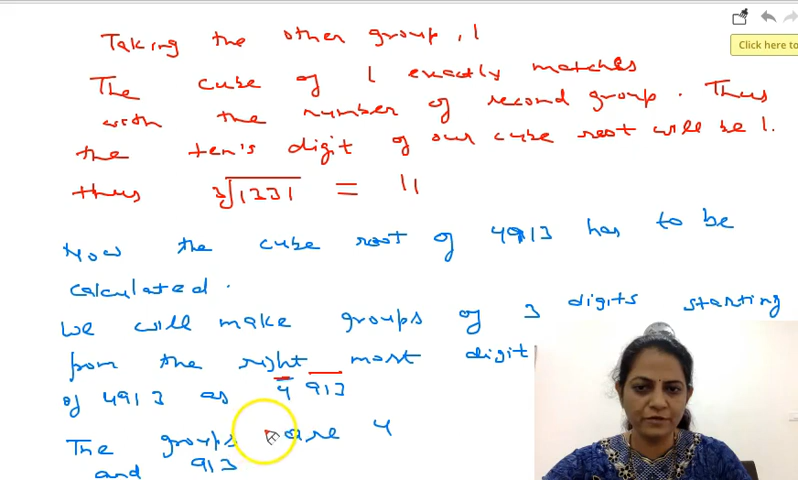 Taking the other group, 1
The cube of 1 exactly matches
with the number of second group. Thus
the ten's digit of our cube root will be 1.
thus ∛1331 = 11
Now the cube root of 4913 has to be
calculated.
We will make groups of 3 digits starting
from the right most digit
of 4913 as 4 913
The groups are 4
and 913
Click here to